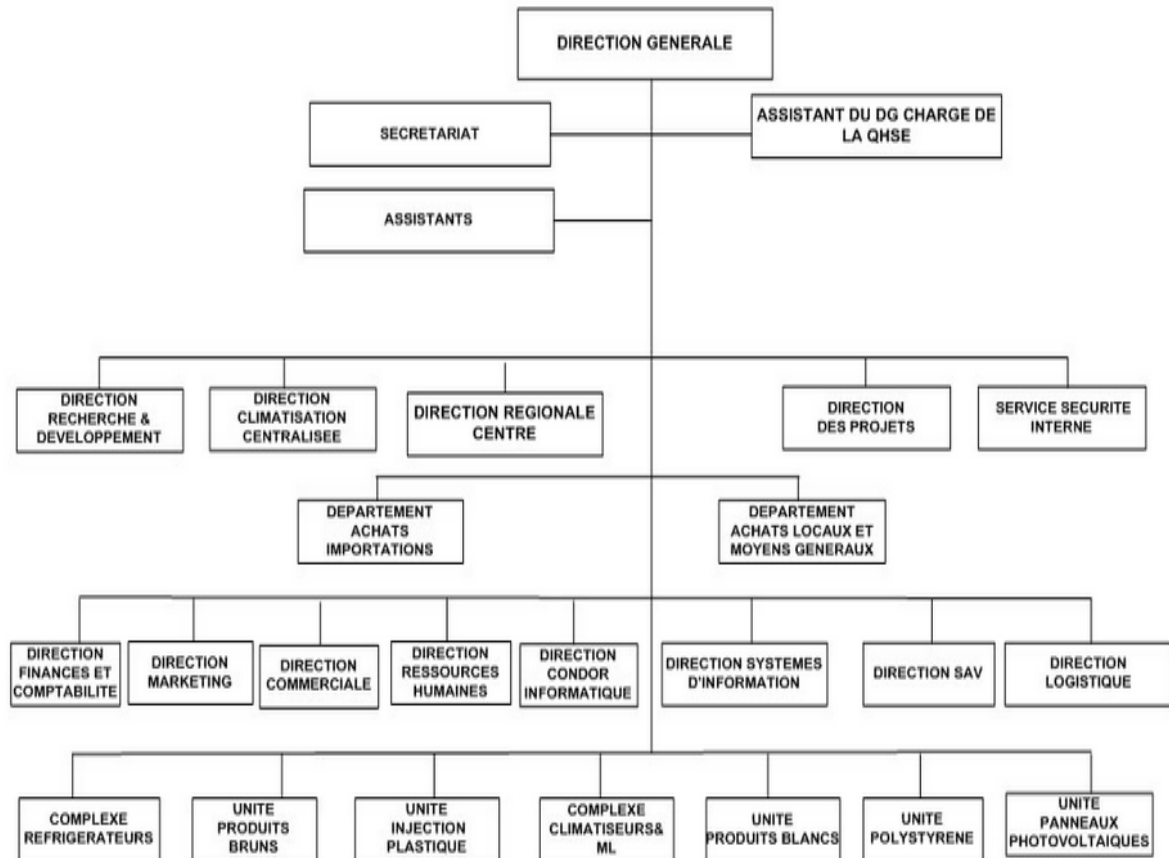 DIRECTION GENERALE
SECRETARIAT
ASSISTANT DU DG CHARGE DE
LA QHSE
ASSISTANTS
DIRECTION
RECHERCHE &
DEVELOPPEMENT
DIRECTION
CLIMATISATION
CENTRALISEE
DIRECTION REGIONALE
CENTRE
DIRECTION
DES PROJETS
SERVICE SECURITE
INTERNE
DEPARTEMENT
ACHATS
IMPORTATIONS
DEPARTEMENT
ACHATS LOCAUX ET
MOYENS GENERAUX
DIRECTION
FINANCES ET
COMPTABILITE
DIRECTION
MARKETING
DIRECTION
COMMERCIALE
DIRECTION
RESSOURCES
HUMAINES
DIRECTION
CONDOR
INFORMATIQUE
DIRECTION SYSTEMES
D'INFORMATION
DIRECTION SAV
DIRECTION
LOGISTIQUE
COMPLEXE
REFRIGERATEURS
UNITE
PRODUITS
BRUNS
UNITE
INJECTION
PLASTIQUE
COMPLEXE
CLIMATISEURS&
ML
UNITE
PRODUITS BLANCS
UNITE
POLYSTYRENE
UNITE
PANNEAUX
PHOTOVOLTAIQUES